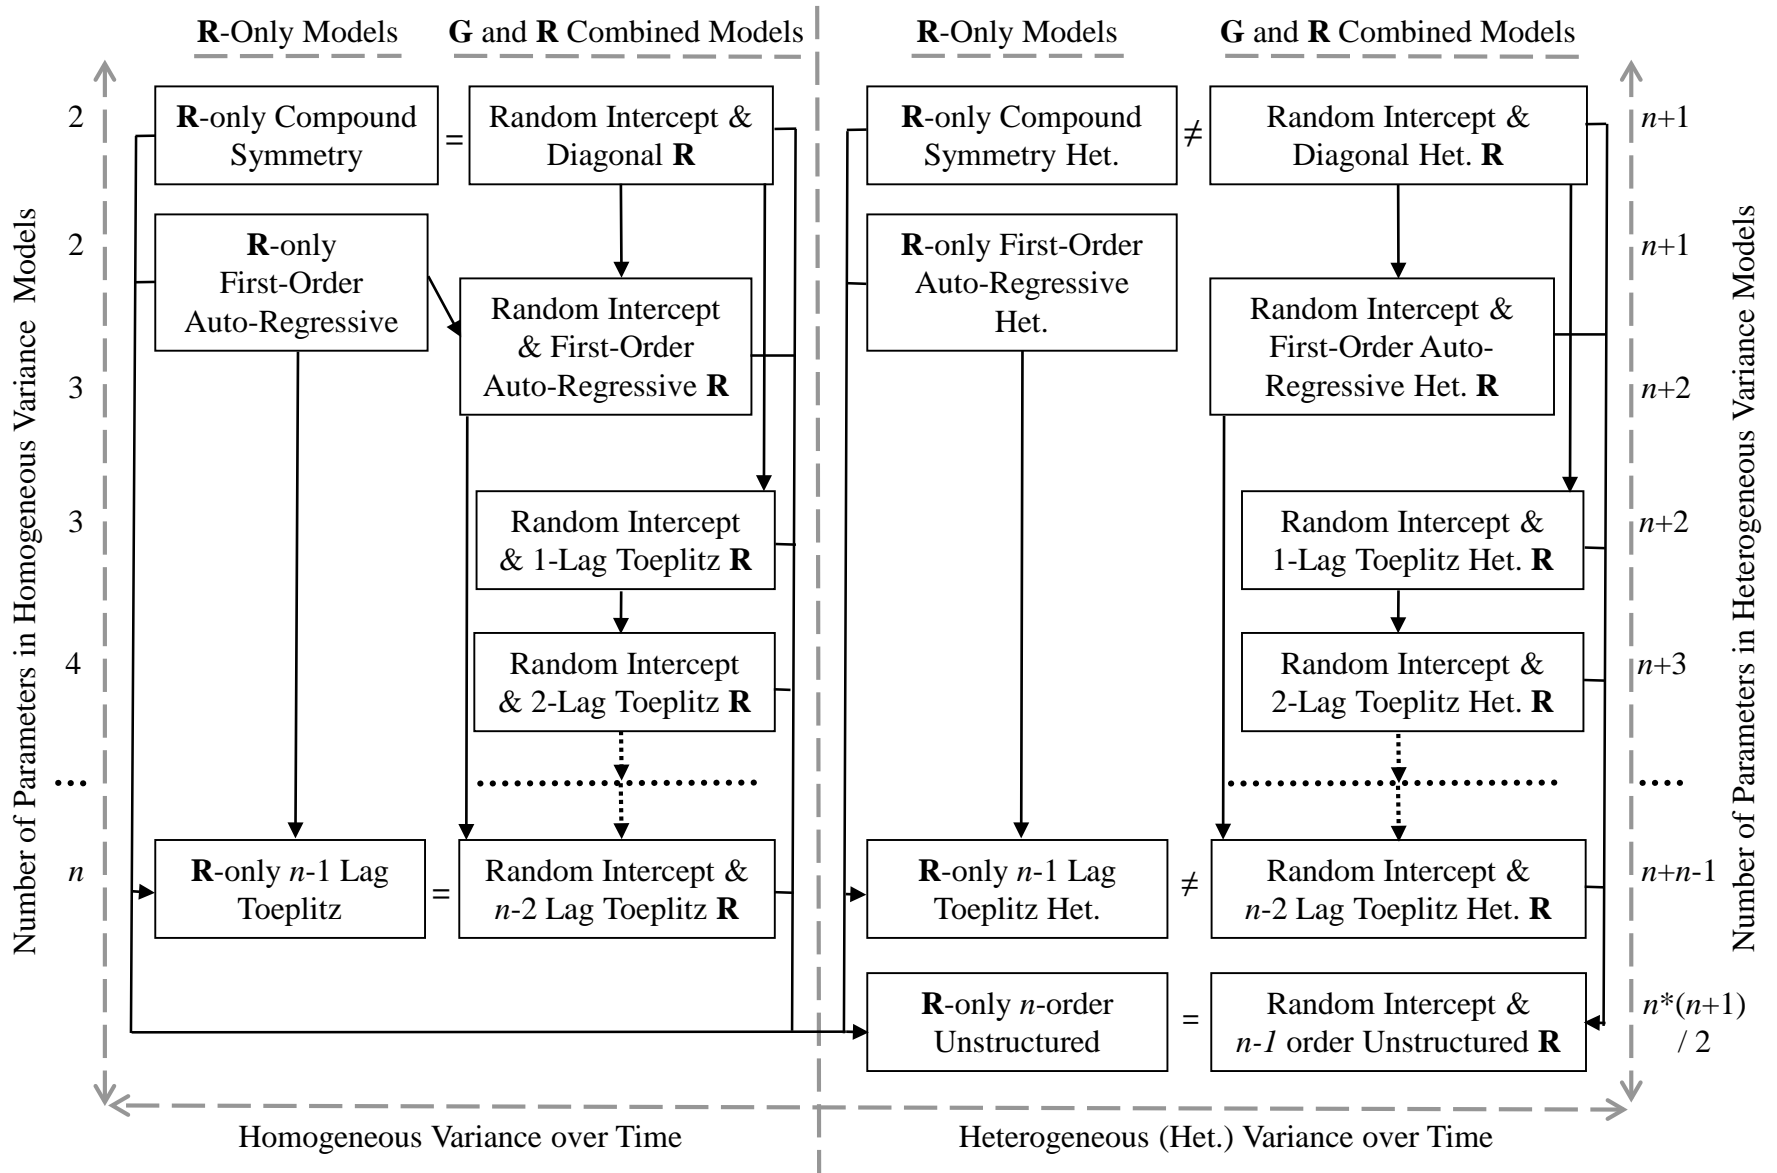 R-Only Models
G and R Combined Models
R-Only Models
G and R Combined Models
Number of Parameters in Homogeneous Variance Models
2
R-only Compound
Symmetry
=
Random Intercept &
Diagonal R
R-only Compound
Symmetry Het.
≠
Random Intercept &
Diagonal Het. R
n+1
2
R-only
First-Order
Auto-Regressive
R-only First-Order
Auto-Regressive
Het.
n+1
3
Random Intercept
& First-Order
Auto-Regressive R
Random Intercept &
First-Order Auto-
Regressive Het. R
n+2
3
Random Intercept
& 1-Lag Toeplitz R
Random Intercept &
1-Lag Toeplitz Het. R
n+2
4
Random Intercept
& 2-Lag Toeplitz R
Random Intercept &
2-Lag Toeplitz Het. R
n+3
n
R-only n-1 Lag
Toeplitz
=
Random Intercept &
n-2 Lag Toeplitz R
R-only n-1 Lag
Toeplitz Het.
≠
Random Intercept &
n-2 Lag Toeplitz Het. R
n+n-1
R-only n-order
Unstructured
=
Random Intercept &
n-1 order Unstructured R
n*(n+1)
/ 2
Number of Parameters in Heterogeneous Variance Models
Homogeneous Variance over Time
Heterogeneous (Het.) Variance over Time